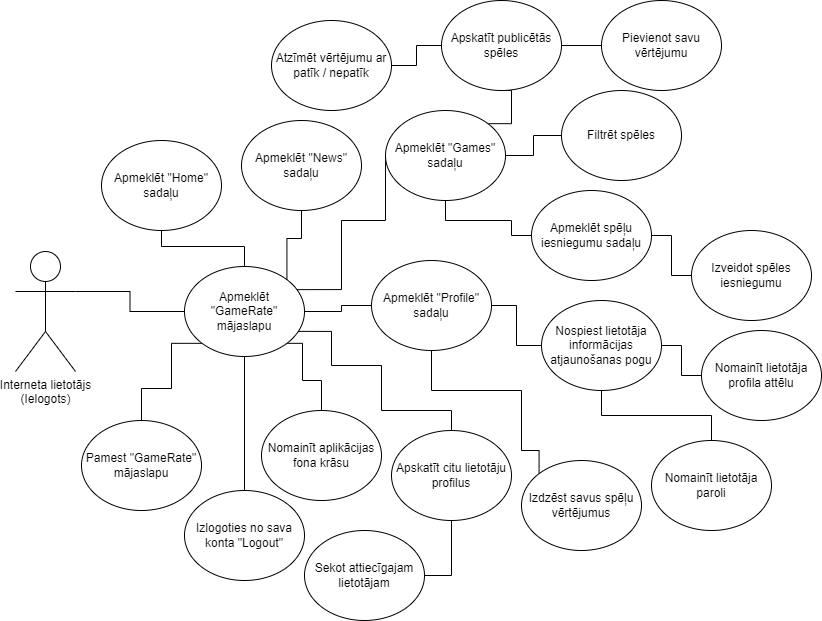 Apskatīt publicētās
spēles
Pievienot savu
vērtējumu
Atzīmēt vērtējumu ar
patīk / nepatīk
Apmeklēt "Games"
sadaļu
Filtrēt spēles
Apmeklēt "News"
sadaļu
Apmeklēt "Home"
sadaļu
Apmeklēt spēļu
iesniegumu sadaļu
Izveidot spēles
iesniegumu
Apmeklēt
"GameRate"
mājaslapu
Apmeklēt "Profile"
sadaļu
Nospiest lietotāja
informācijas
atjaunošanas pogu
Nomainīt lietotāja
profila attēlu
Interneta lietotājs
(Ielogots)
Pamest "GameRate"
mājaslapu
Nomainīt aplikācijas
fona krāsu
Apskatīt citu lietotāju
profilus
Nomainīt lietotāja
paroli
Izdzēst savus spēļu
vērtējumus
Izlogoties no sava
konta "Logout"
Sekot attiecīgajam
lietotājam